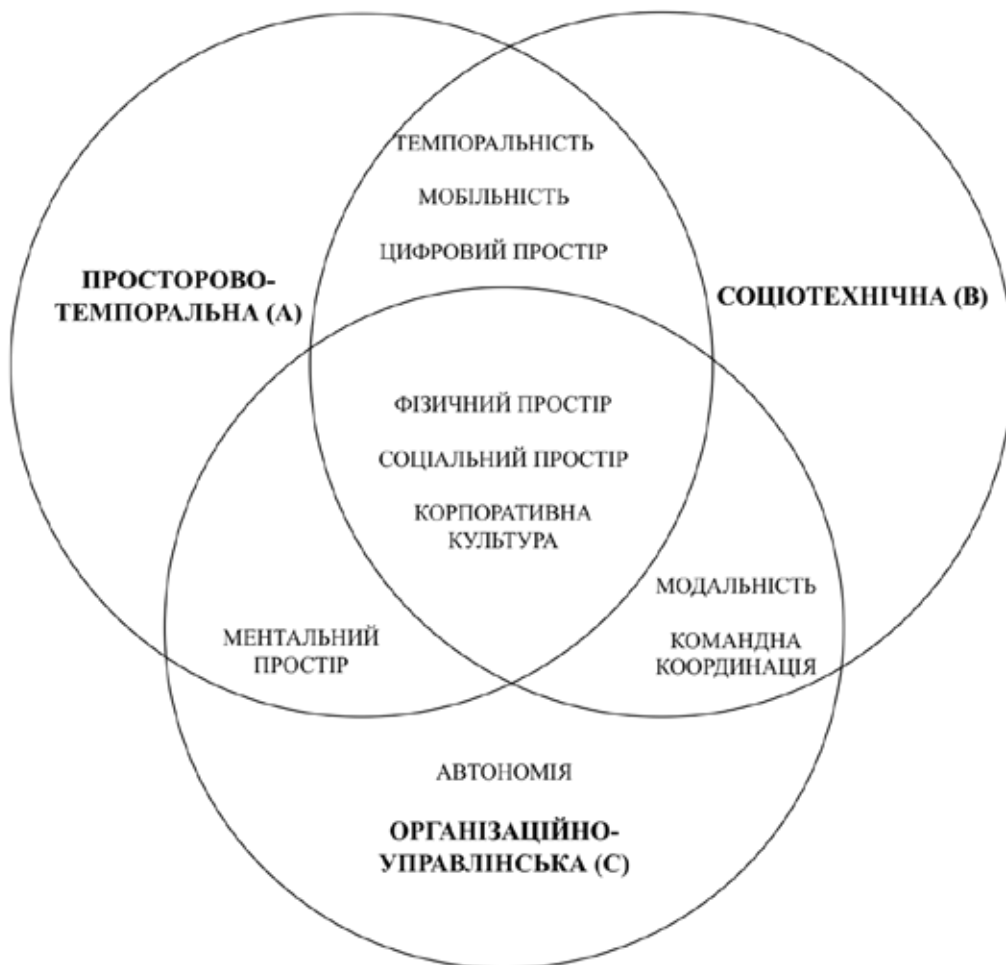 ТЕМПОРАЛЬНІСТЬ
МОБІЛЬНІСТЬ
ЦИФРОВИЙ ПРОСТІР
ПРОСТОРОВО-
ТЕМПОРАЛЬНА (А)
СОЦІОТЕХНІЧНА (В)
ФІЗИЧНИЙ ПРОСТІР
СОЦІАЛЬНИЙ ПРОСТІР
КОРПОРАТИВНА
КУЛЬТУРА
МЕНТАЛЬНИЙ
ПРОСТІР
МОДАЛЬНІСТЬ
КОМАНДНА
КООРДИНАЦІЯ
АВТОНОМІЯ
ОРГАНІЗАЦІЙНО-
УПРАВЛІНСЬКА (С)